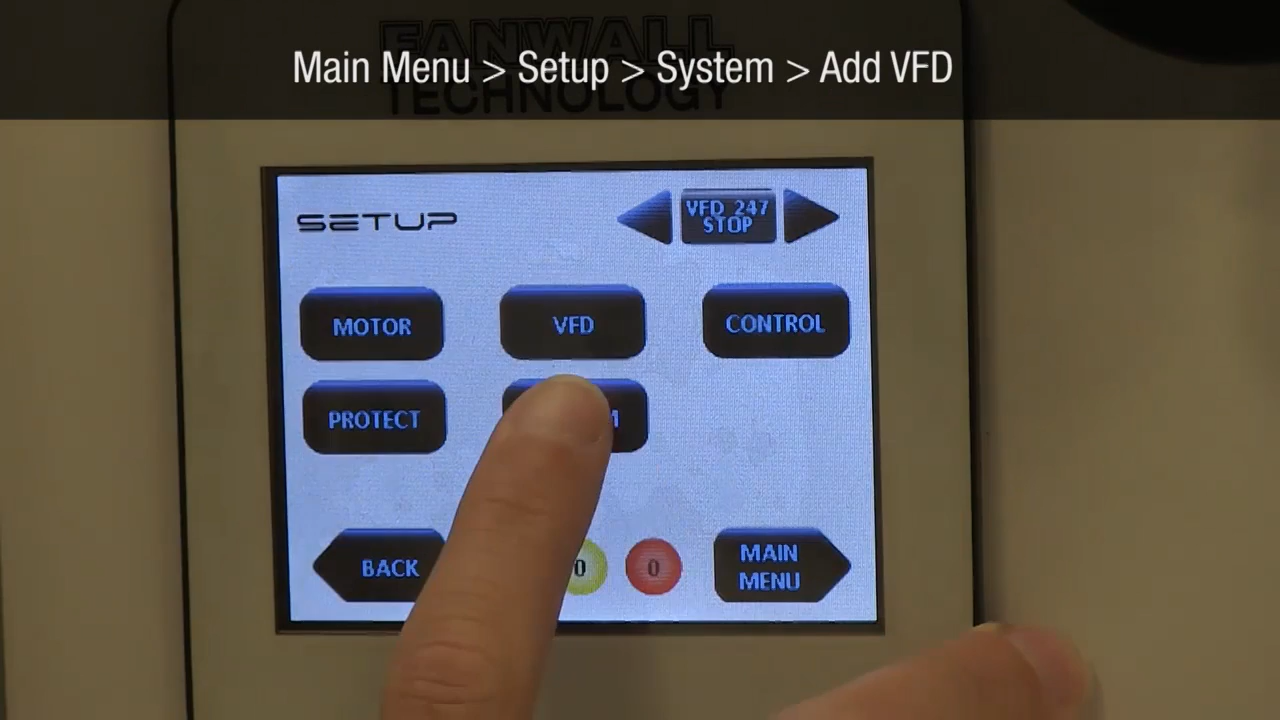 FANWALL
Main Menu > Setup > System > Add VFD
TECHNOLOGY
SETUP
VFD 247
STOP
MOTOR
VFD
CONTROL
PROTECT
M
BACK
0
0
MAIN
MENU